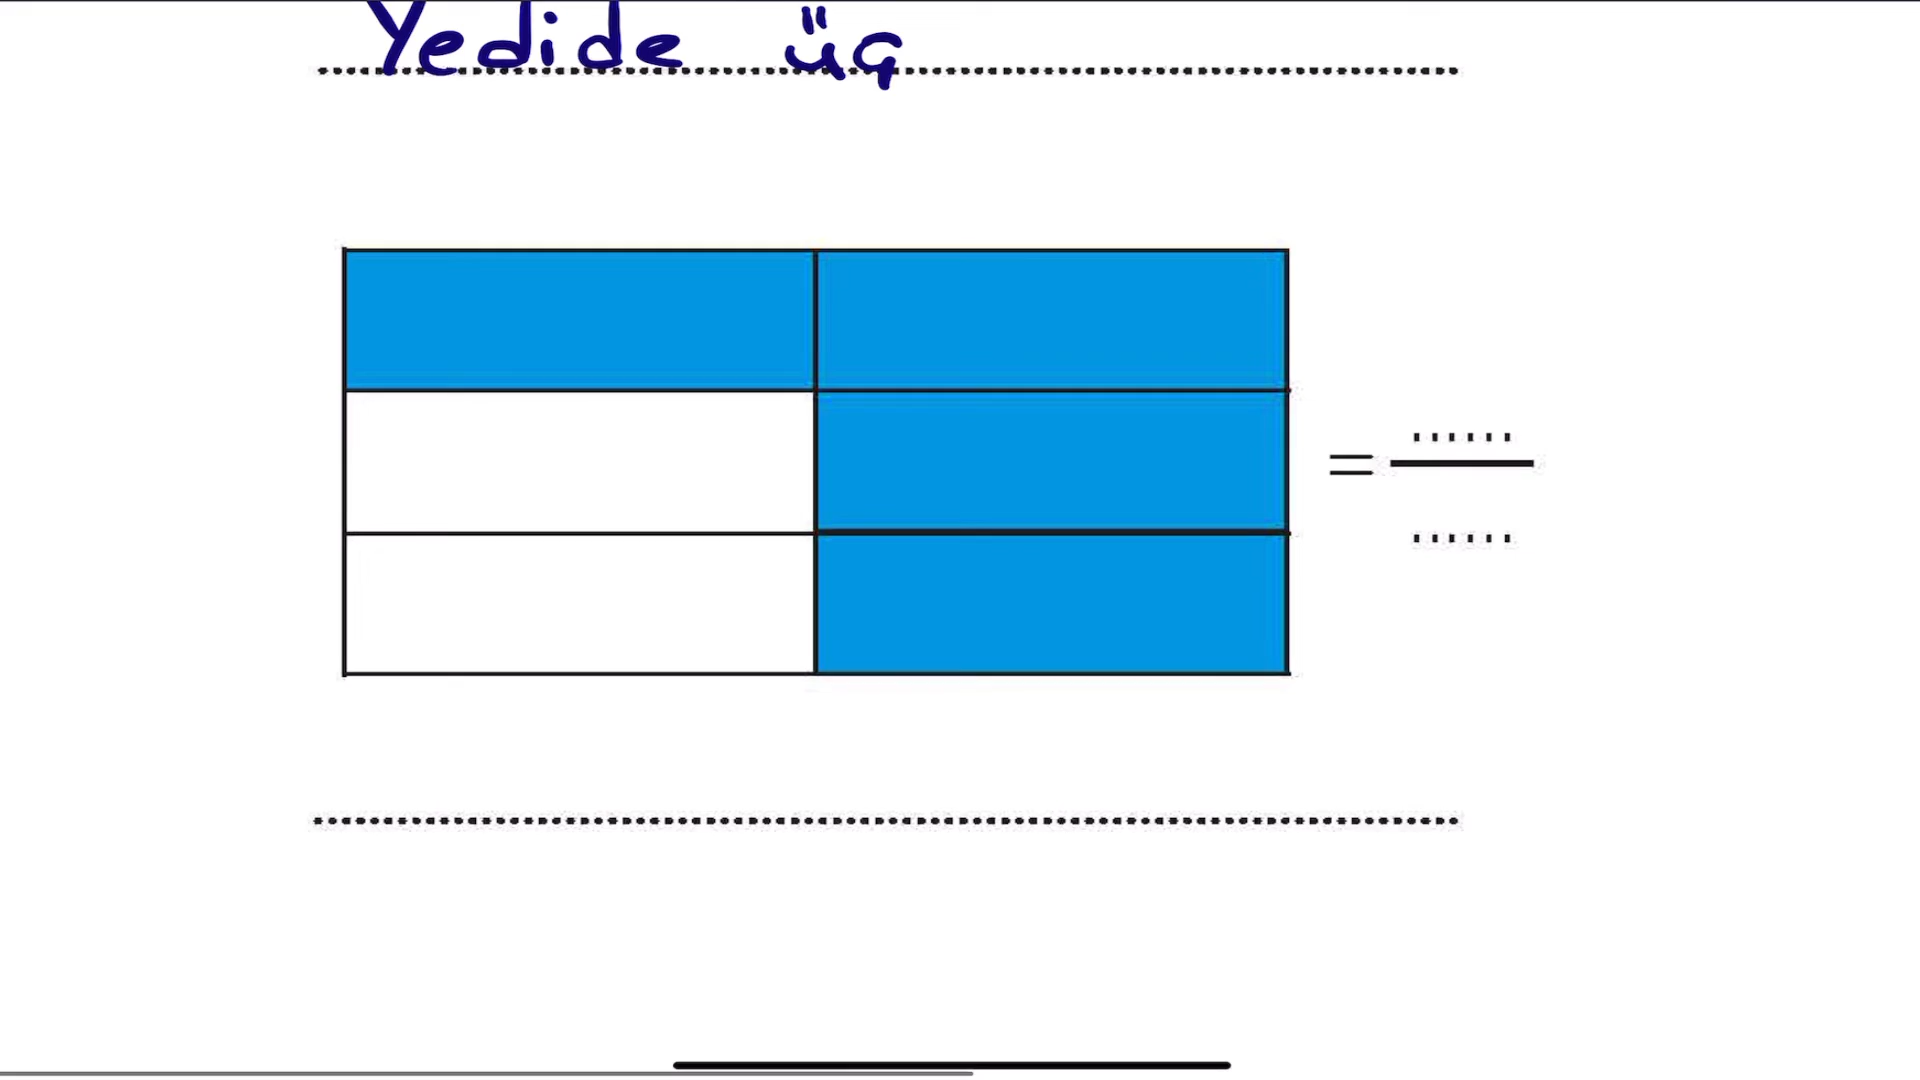 Yedide üç
=